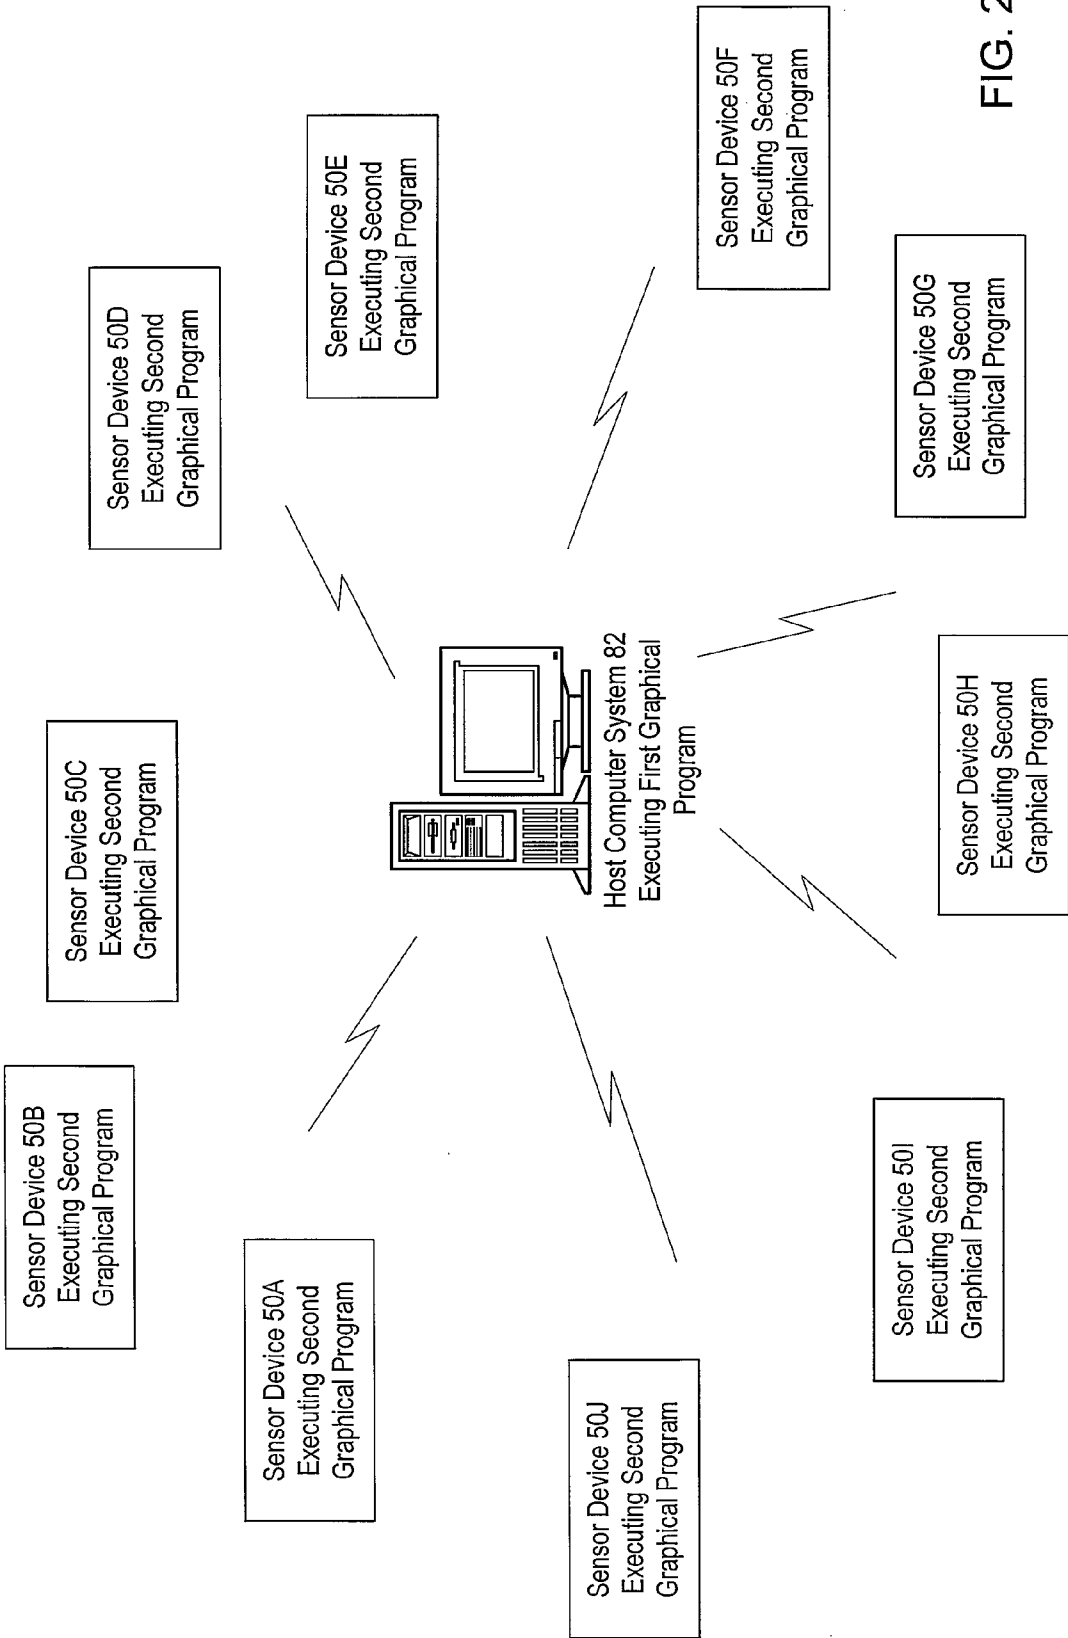 Sensor Device 50D
Executing Second
Graphical Program
Sensor Device 50C
Executing Second
Graphical Program
Sensor Device 50B
Executing Second
Graphical Program
Sensor Device 50E
Executing Second
Graphical Program
Sensor Device 50A
Executing Second
Graphical Program
Host Computer System 82
Executing First Graphical
Program
Sensor Device 50F
Executing Second
Graphical Program
Sensor Device 50J
Executing Second
Graphical Program
Sensor Device 50G
Executing Second
Graphical Program
Sensor Device 50H
Executing Second
Graphical Program
Sensor Device 50I
Executing Second
Graphical Program
FIG. 2